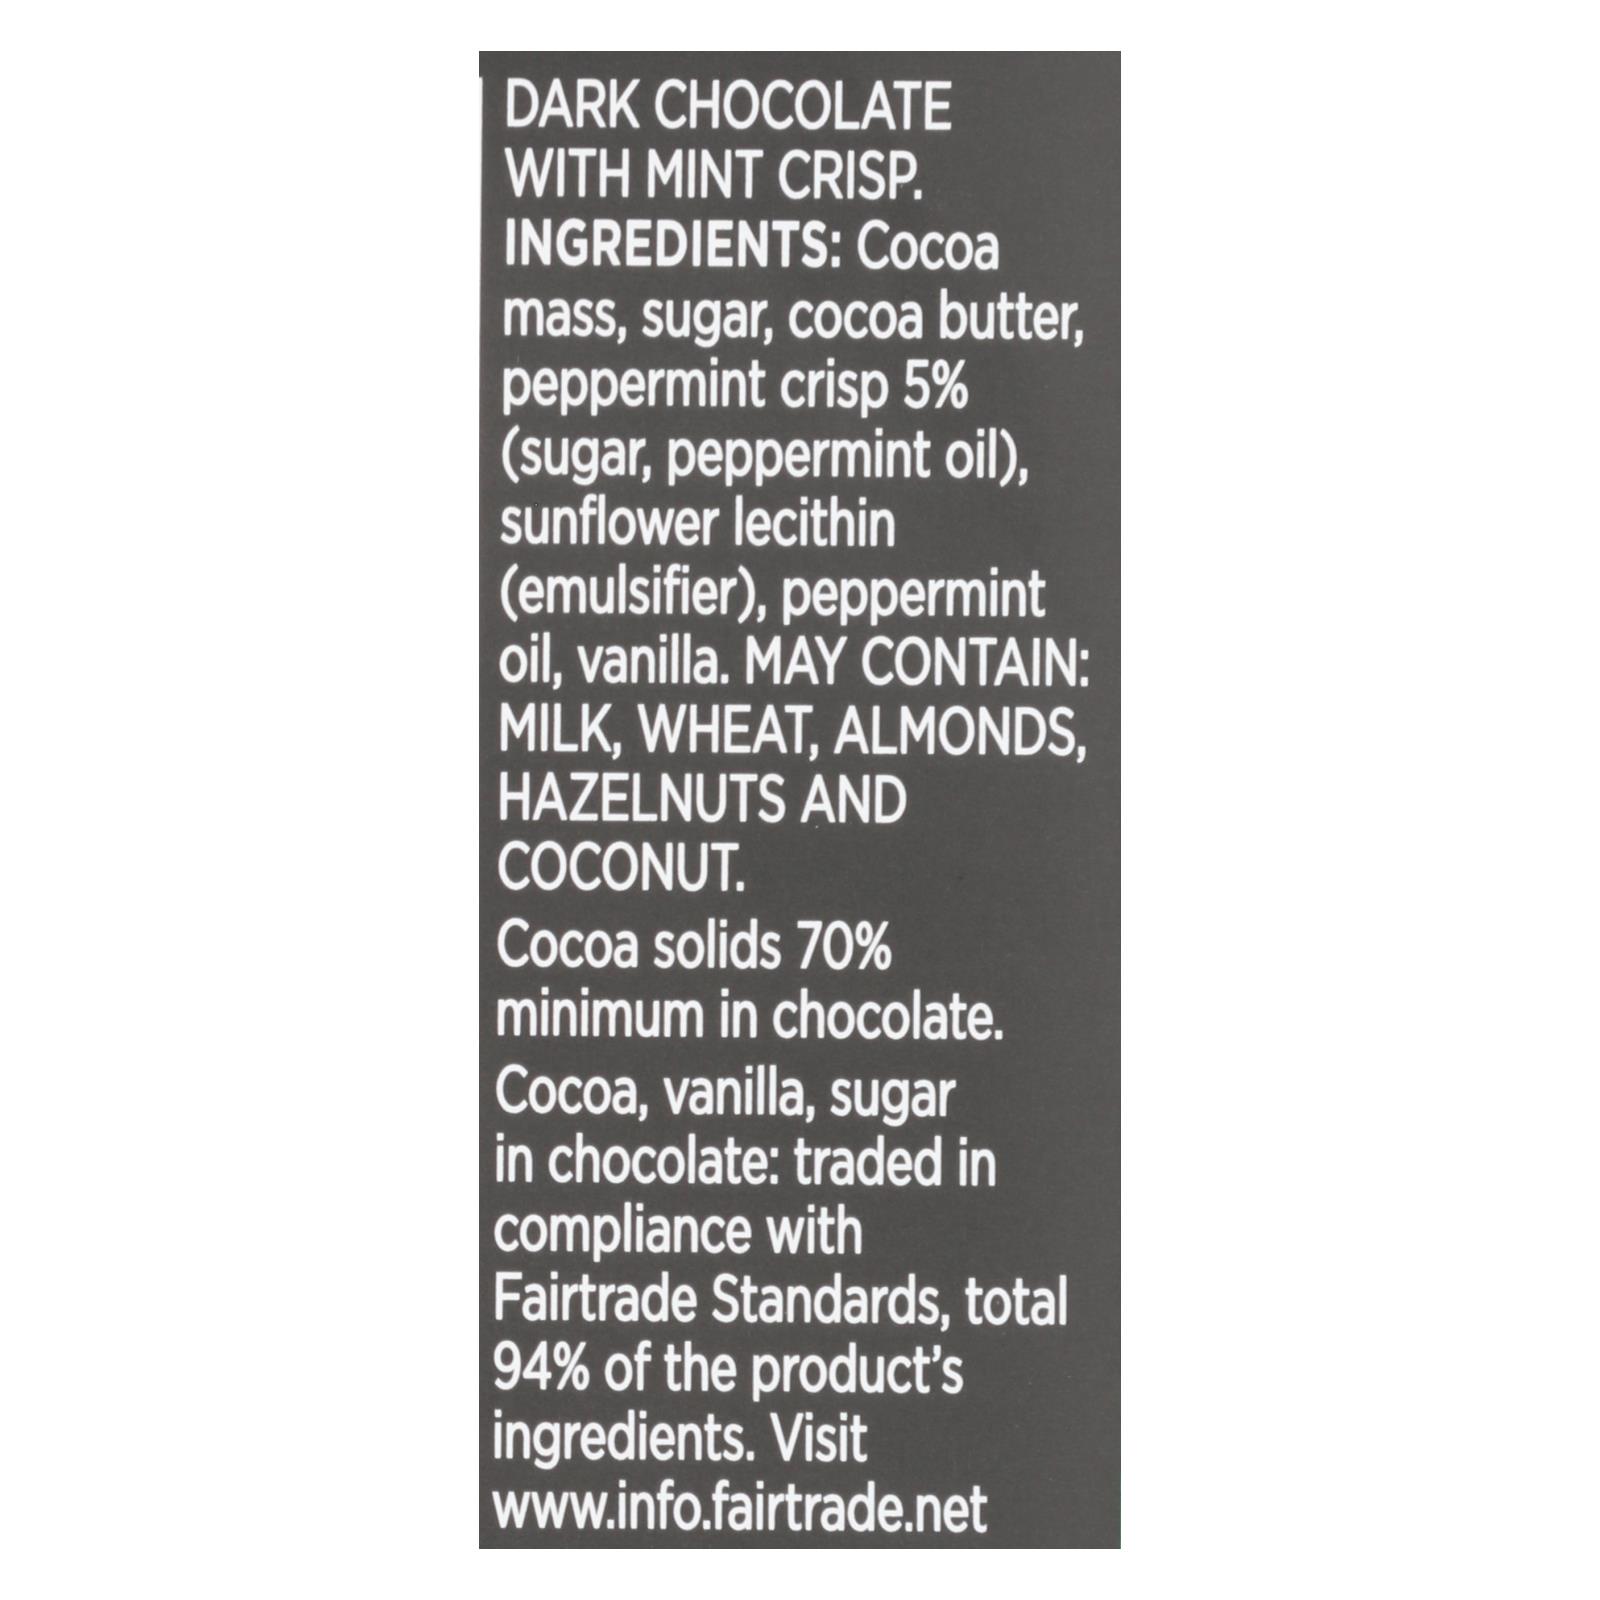 DARK CHOCOLATE
WITH MINT CRISP.
INGREDIENTS: Cocoa
mass, sugar, cocoa butter,
peppermint crisp 5%
(sugar, peppermint oil),
sunflower lecithin
(emulsifier), peppermint
oil, vanilla. MAY CONTAIN:
MILK, WHEAT, ALMONDS,
HAZELNUTS AND
COCONUT.
Cocoa solids 70%
minimum in chocolate.
Cocoa, vanilla, sugar
in chocolate: traded in
compliance with
Fairtrade Standards, total
94% of the product's
ingredients. Visit
www.info.fairtrade.net